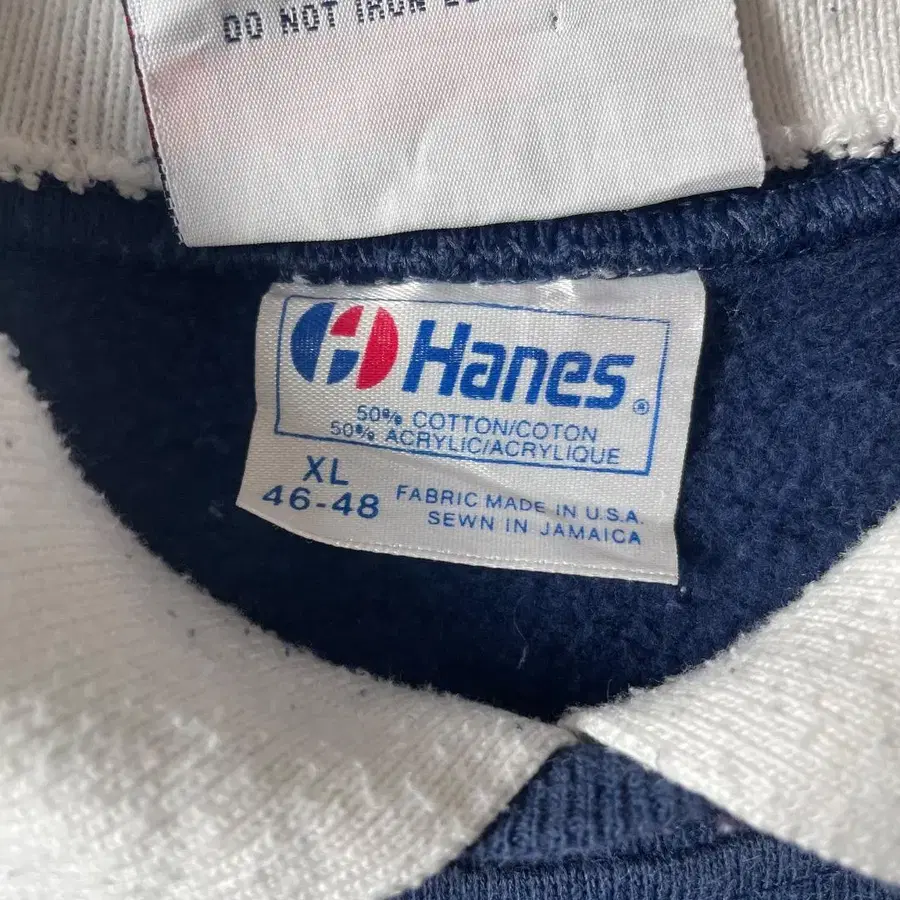 DO NOT IRON
Hanes®
50% COTTON/COTON
50% ACRYLIC/ACRYLIQUE
XL
46-48
FABRIC MADE IN U.S.A.
SEWN IN JAMAICA